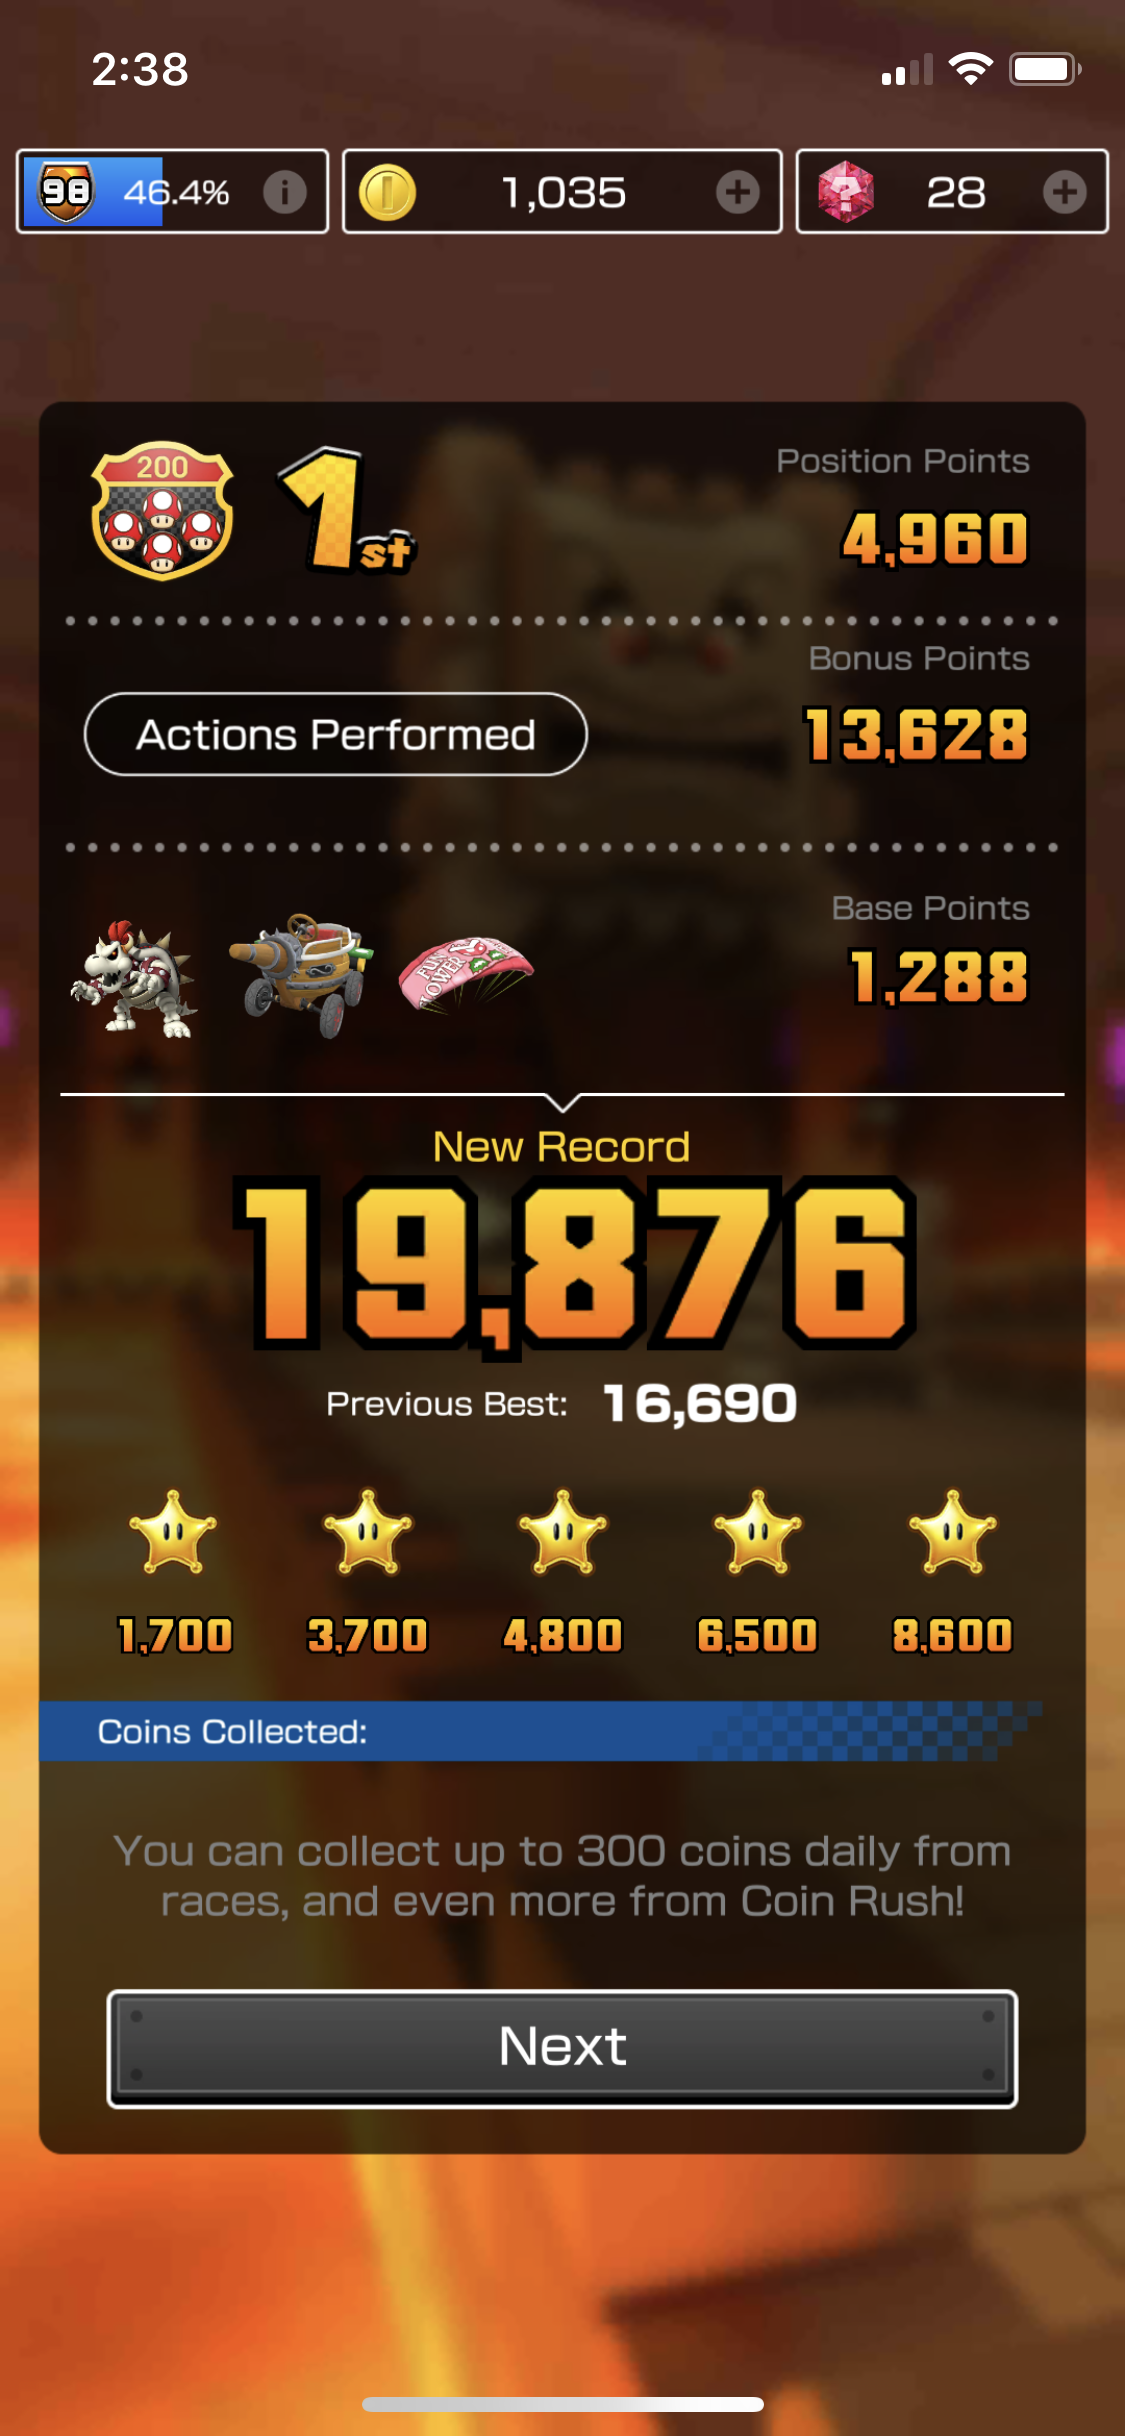 2:38
98 46.4% i 1,035 + ? 28 +
200
1st
Position Points
4,960
Bonus Points
Actions Performed
13,628
Base Points
FUN
TOWER
1,288
New Record
19,876
Previous Best: 16,690
1,700 3,700 4,800 6,500 8,600
Coins Collected:
You can collect up to 300 coins daily from
races, and even more from Coin Rush!
Next